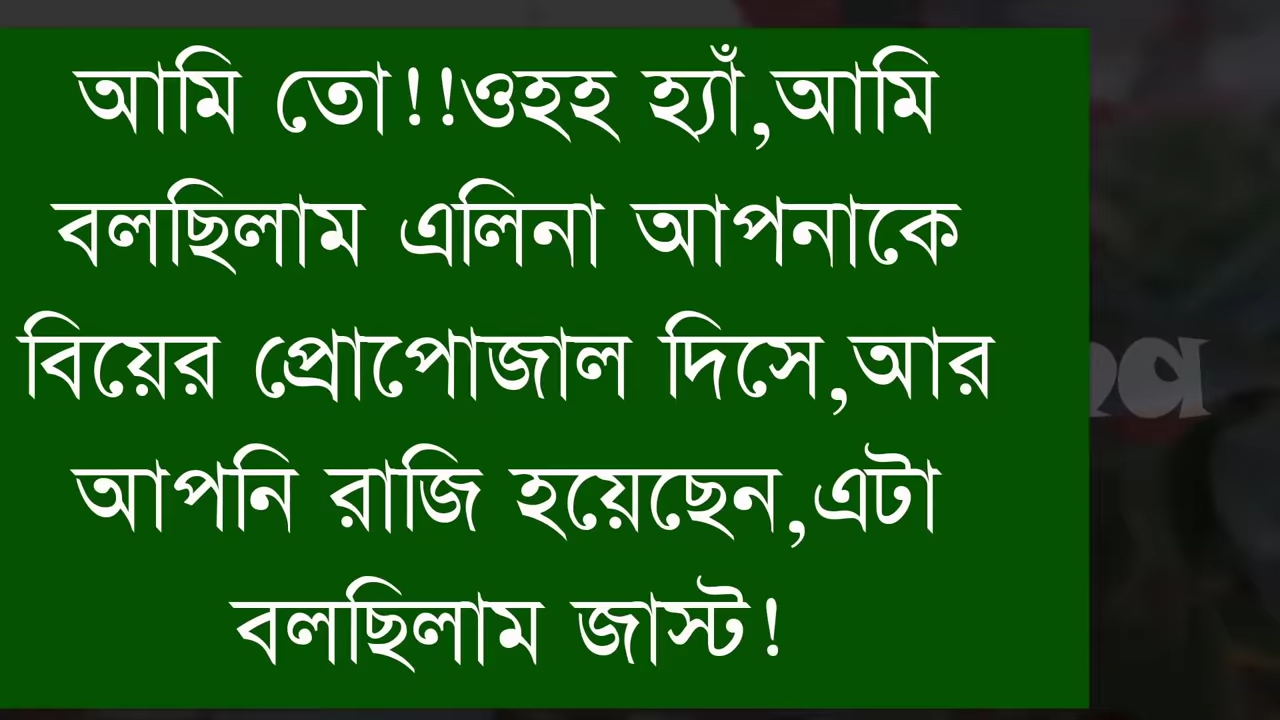 আমি তো!!ওহহ হ্যাঁ,আমি
বলছিলাম এলিনা আপনাকে
বিয়ের প্রোপোজাল দিসে,আর
আপনি রাজি হয়েছেন,এটা
বলছিলাম জাস্ট!